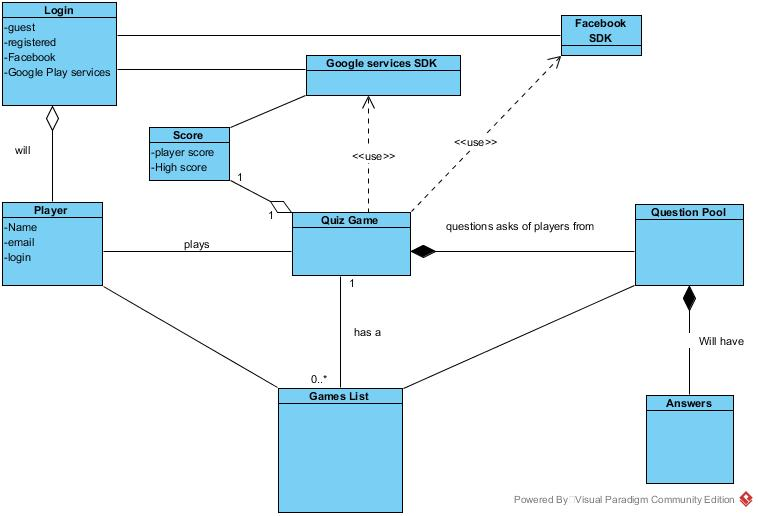 Login
-guest
-registered
-Facebook
-Google Play services
Facebook
SDK
Google services SDK
Score
-player score
-High score
<<use>>
<<use>>
will
1
1
Player
-Name
-email
-login
plays
Quiz Game
questions asks of players from
Question Pool
1
has a
0..*
Games List
Will have
Answers
Powered By Visual Paradigm Community Edition